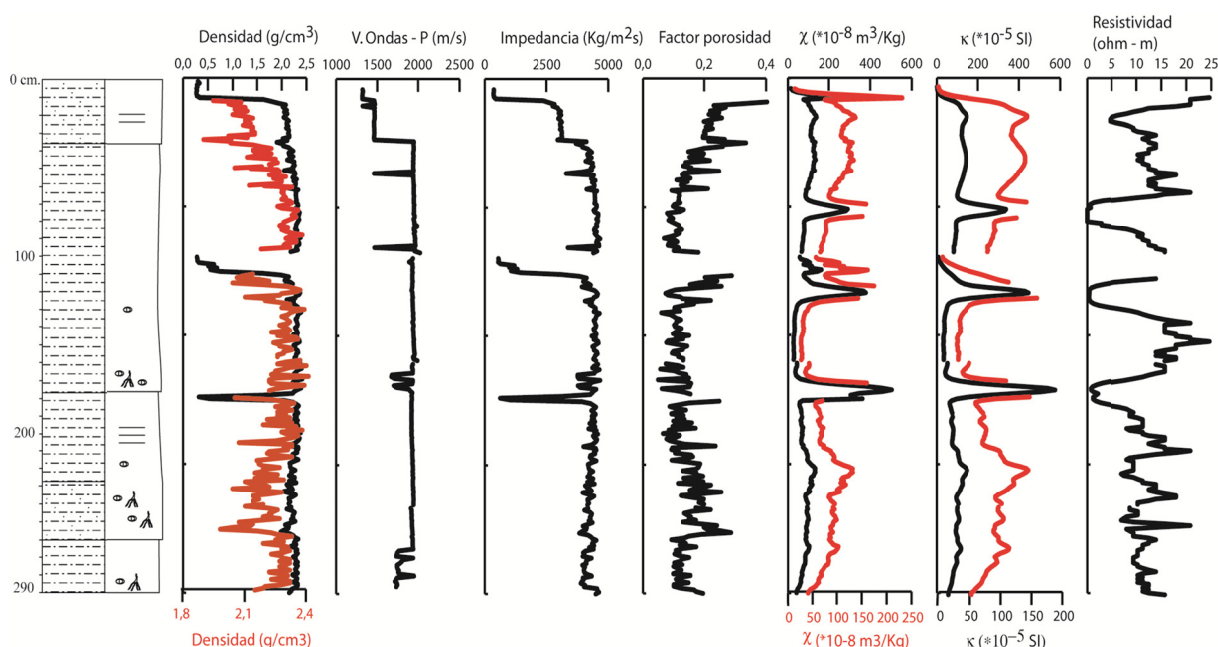 Densidad (g/cm3) V. Ondas - P (m/s) Impedancia (Kg/m2s) Factor porosidad χ (*10-8 m3/Kg) κ (*10-5 SI) Resistividad (ohm - m)
0,0 0,5 1,0 1,5 2,0 2,5 1000 1500 2000 2500 0 5000 0,0 0,2 0,4 0 200 400 600 0 200 400 600 0 5 10 15 20 25
0 cm.
100
200
290
1,8 2,1 2,4 0 50 100 150 200 250 0 50 100 150 200
Densidad (g/cm3) χ (*10-8 m3/Kg) κ (*10-5 SI)